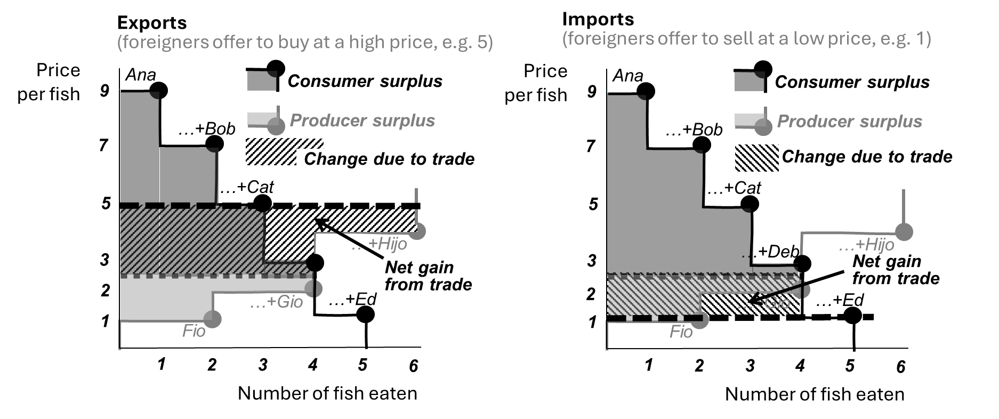 Exports
(foreigners offer to buy at a high price, e.g. 5)
Price
per fish
9
7
5
3
2
1
Ana
...+Bob
...+Cat
...+Hijo
...+Gio
...+Ed
Fio
Consumer surplus
Producer surplus
Change due to trade
Net gain
from trade
1 2 3 4 5 6
Number of fish eaten
Imports
(foreigners offer to sell at a low price, e.g. 1)
Price
per fish
9
7
5
3
2
1
Ana
...+Bob
...+Cat
...+Deb
...+Hijo
...+Gio
...+Ed
Fio
Consumer surplus
Producer surplus
Change due to trade
Net gain
from trade
1 2 3 4 5 6
Number of fish eaten